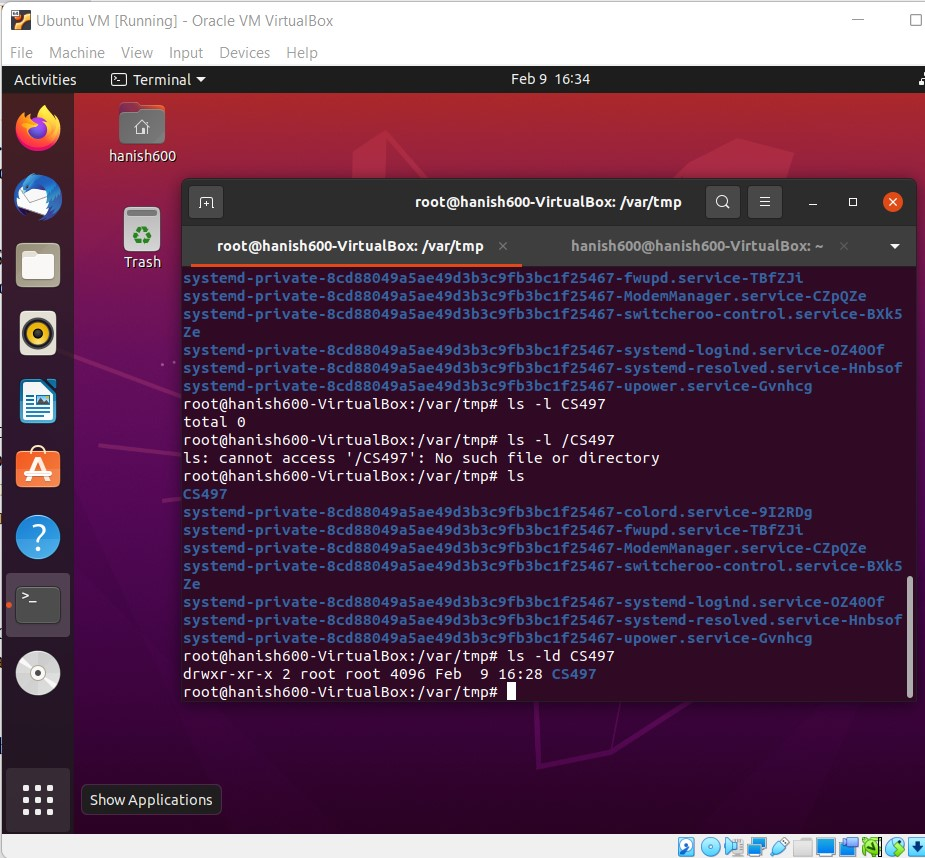 Ubuntu VM [Running] - Oracle VM VirtualBox
File Machine View Input Devices Help
Activities Terminal Feb 9 16:34
hanish600
Trash
root@hanish600-VirtualBox: /var/tmp
root@hanish600-VirtualBox: /var/tmp hanish600@hanish600-VirtualBox: ~
systemd-private-8cd88049a5ae49d3b3c9fb3bc1f25467-fwupd.service-TBfZJi
systemd-private-8cd88049a5ae49d3b3c9fb3bc1f25467-ModemManager.service-CZpQZe
systemd-private-8cd88049a5ae49d3b3c9fb3bc1f25467-switcheroo-control.service-BXk5
Ze
systemd-private-8cd88049a5ae49d3b3c9fb3bc1f25467-systemd-logind.service-OZ40Of
systemd-private-8cd88049a5ae49d3b3c9fb3bc1f25467-systemd-resolved.service-Hnbsof
systemd-private-8cd88049a5ae49d3b3c9fb3bc1f25467-upower.service-Gvnhcg
root@hanish600-VirtualBox:/var/tmp# ls -l CS497
total 0
root@hanish600-VirtualBox:/var/tmp# ls -l /CS497
ls: cannot access '/CS497': No such file or directory
root@hanish600-VirtualBox:/var/tmp# ls
CS497
systemd-private-8cd88049a5ae49d3b3c9fb3bc1f25467-colord.service-9I2RDg
systemd-private-8cd88049a5ae49d3b3c9fb3bc1f25467-fwupd.service-TBfZJi
systemd-private-8cd88049a5ae49d3b3c9fb3bc1f25467-ModemManager.service-CZpQZe
systemd-private-8cd88049a5ae49d3b3c9fb3bc1f25467-switcheroo-control.service-BXk5
Ze
systemd-private-8cd88049a5ae49d3b3c9fb3bc1f25467-systemd-logind.service-OZ40Of
systemd-private-8cd88049a5ae49d3b3c9fb3bc1f25467-systemd-resolved.service-Hnbsof
systemd-private-8cd88049a5ae49d3b3c9fb3bc1f25467-upower.service-Gvnhcg
root@hanish600-VirtualBox:/var/tmp# ls -ld CS497
drwxr-xr-x 2 root root 4096 Feb  9 16:28 CS497
root@hanish600-VirtualBox:/var/tmp#
Show Applications